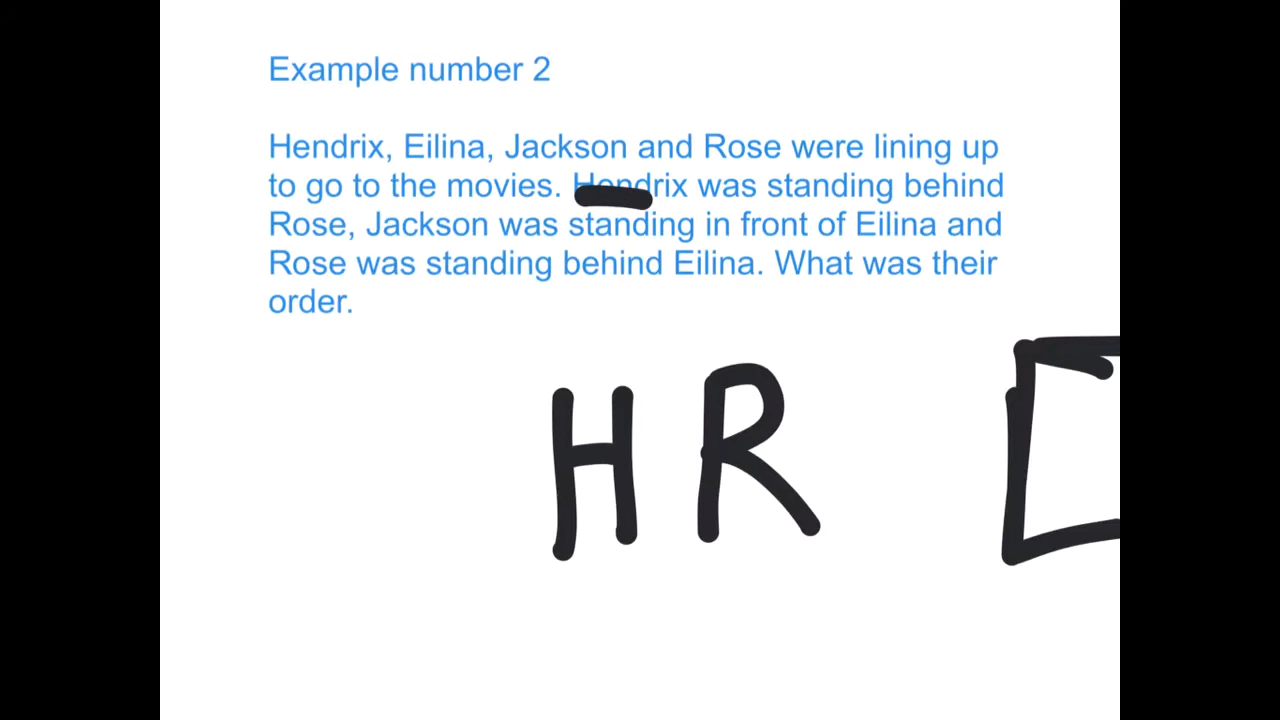 Example number 2
Hendrix, Eilina, Jackson and Rose were lining up
to go to the movies. Hendrix was standing behind
Rose, Jackson was standing in front of Eilina and
Rose was standing behind Eilina. What was their
order.
H R